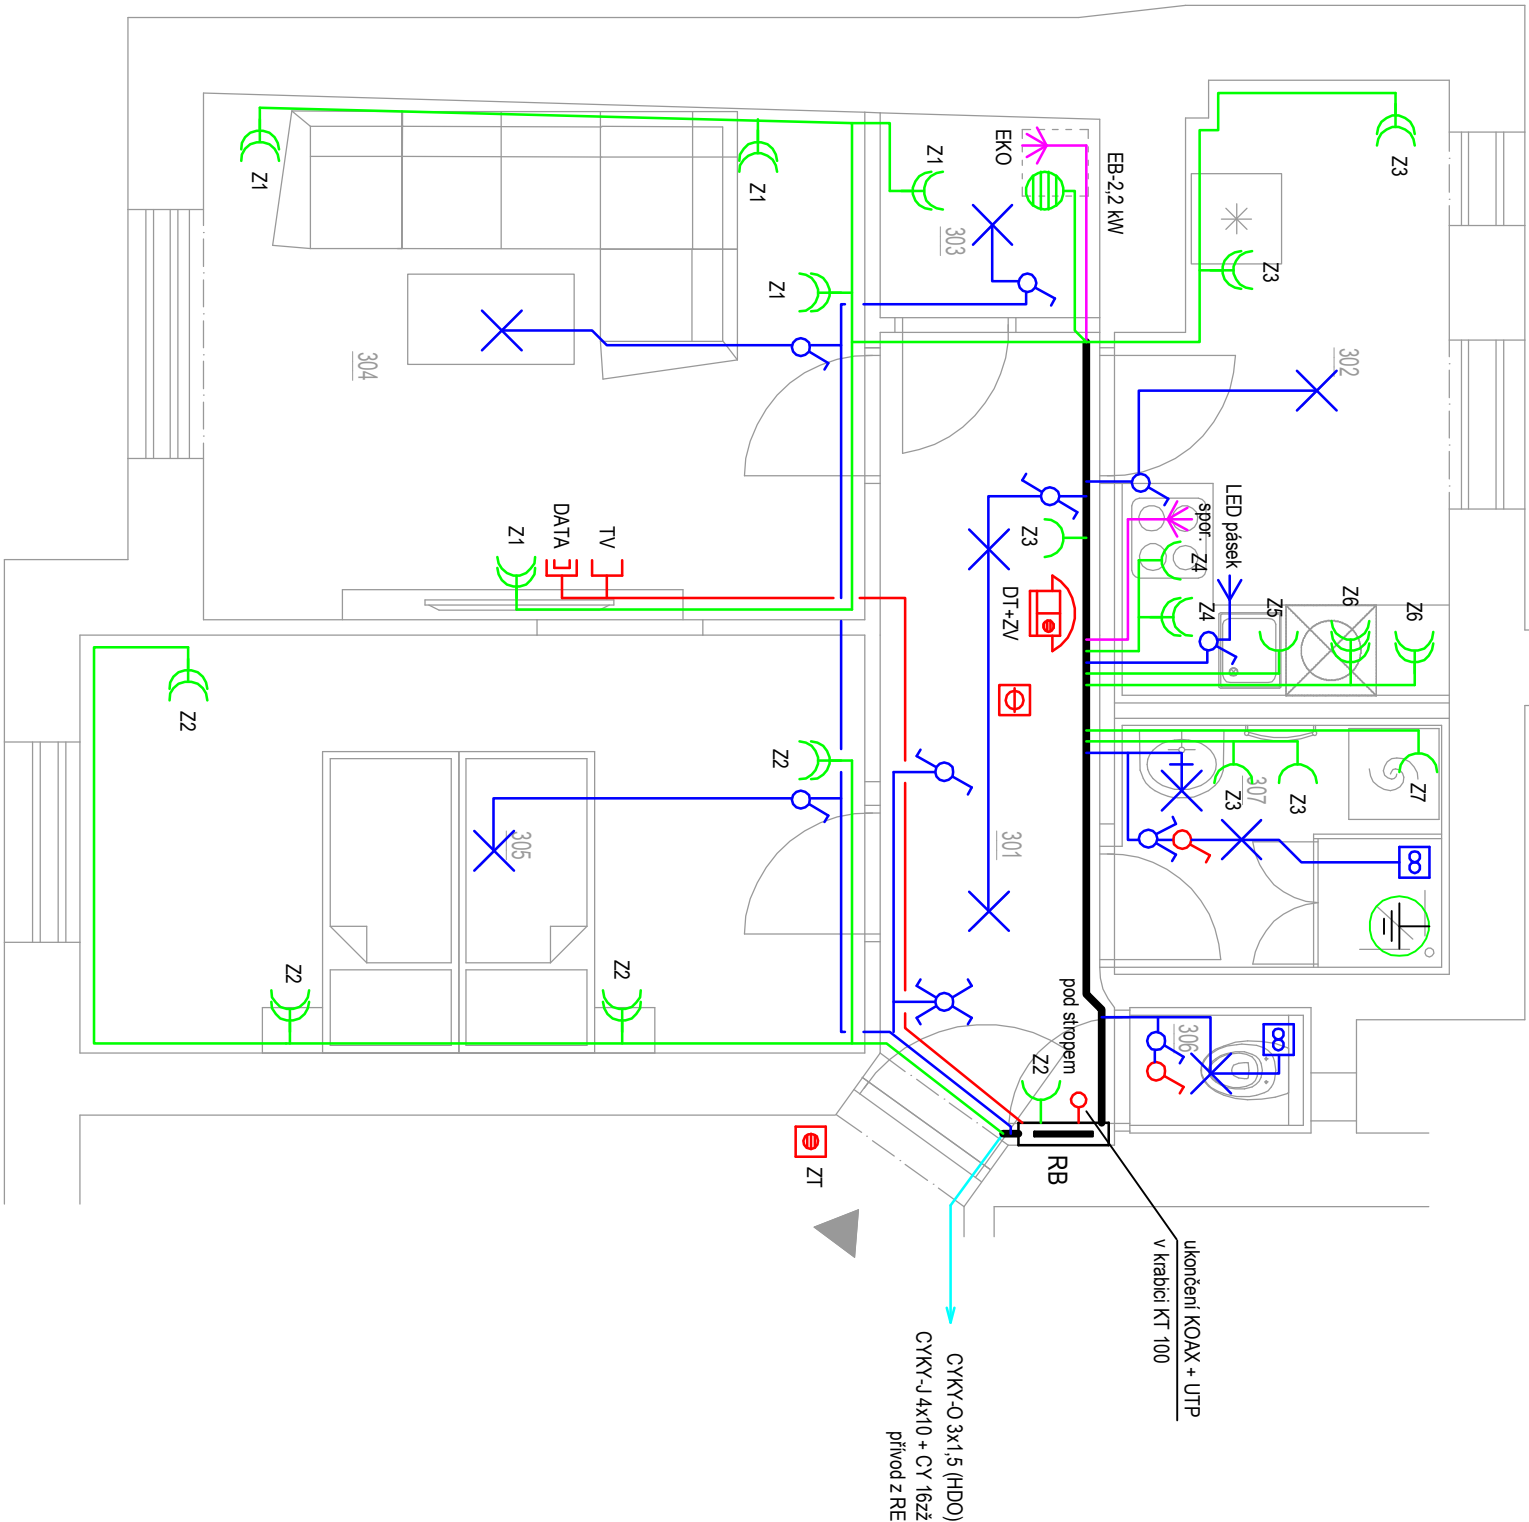 Z1
Z1
Z1
EKO
EB-2,2 kW
Z3
303
Z3
Z1
304
302
LED pásek
spor.
Z4
Z1
DATA
TV
Z3
DT+ZV
Z4
Z5
Z6
Z6
Z2
Z2
305
301
Z3
307
Z3
Z7
Z2
Z2
pod stropem
Z2
306
ZT
RB
ukončení KOAX + UTP
v krabici KT 100
CYKY-O 3x1,5 (HDO)
CYKY-J 4x10 + CY 16zž
přívod z RE